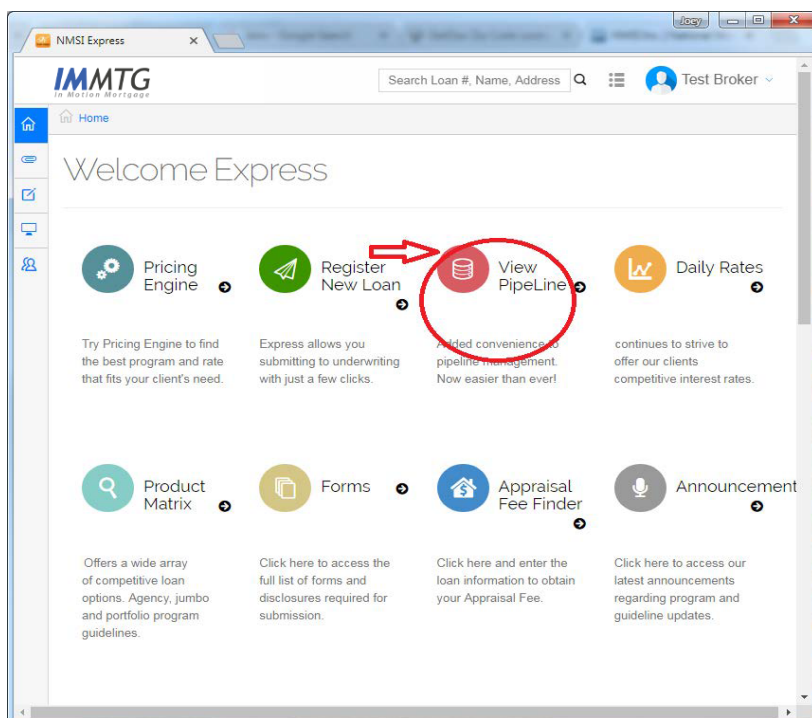 Joey
NMSI Express
IMMTG
In Motion Mortgage
Search Loan #, Name, Address
Test Broker
Home
Welcome Express
Pricing
Engine
Try Pricing Engine to find
the best program and rate
that fits your client's need.
Register
New Loan
Express allows you
submitting to underwriting
with just a few clicks.
View
PipeLine
Added convenience to
pipeline management.
Now easier than ever!
Daily Rates
continues to strive to
offer our clients
competitive interest rates.
Product
Matrix
Offers a wide array
of competitive loan
options. Agency, jumbo
and portfolio program
guidelines.
Forms
Click here to access the
full list of forms and
disclosures required for
submission.
Appraisal
Fee Finder
Click here and enter the
loan information to obtain
your Appraisal Fee.
Announcement
Click here to access our
latest announcements
regarding program and
guideline updates.